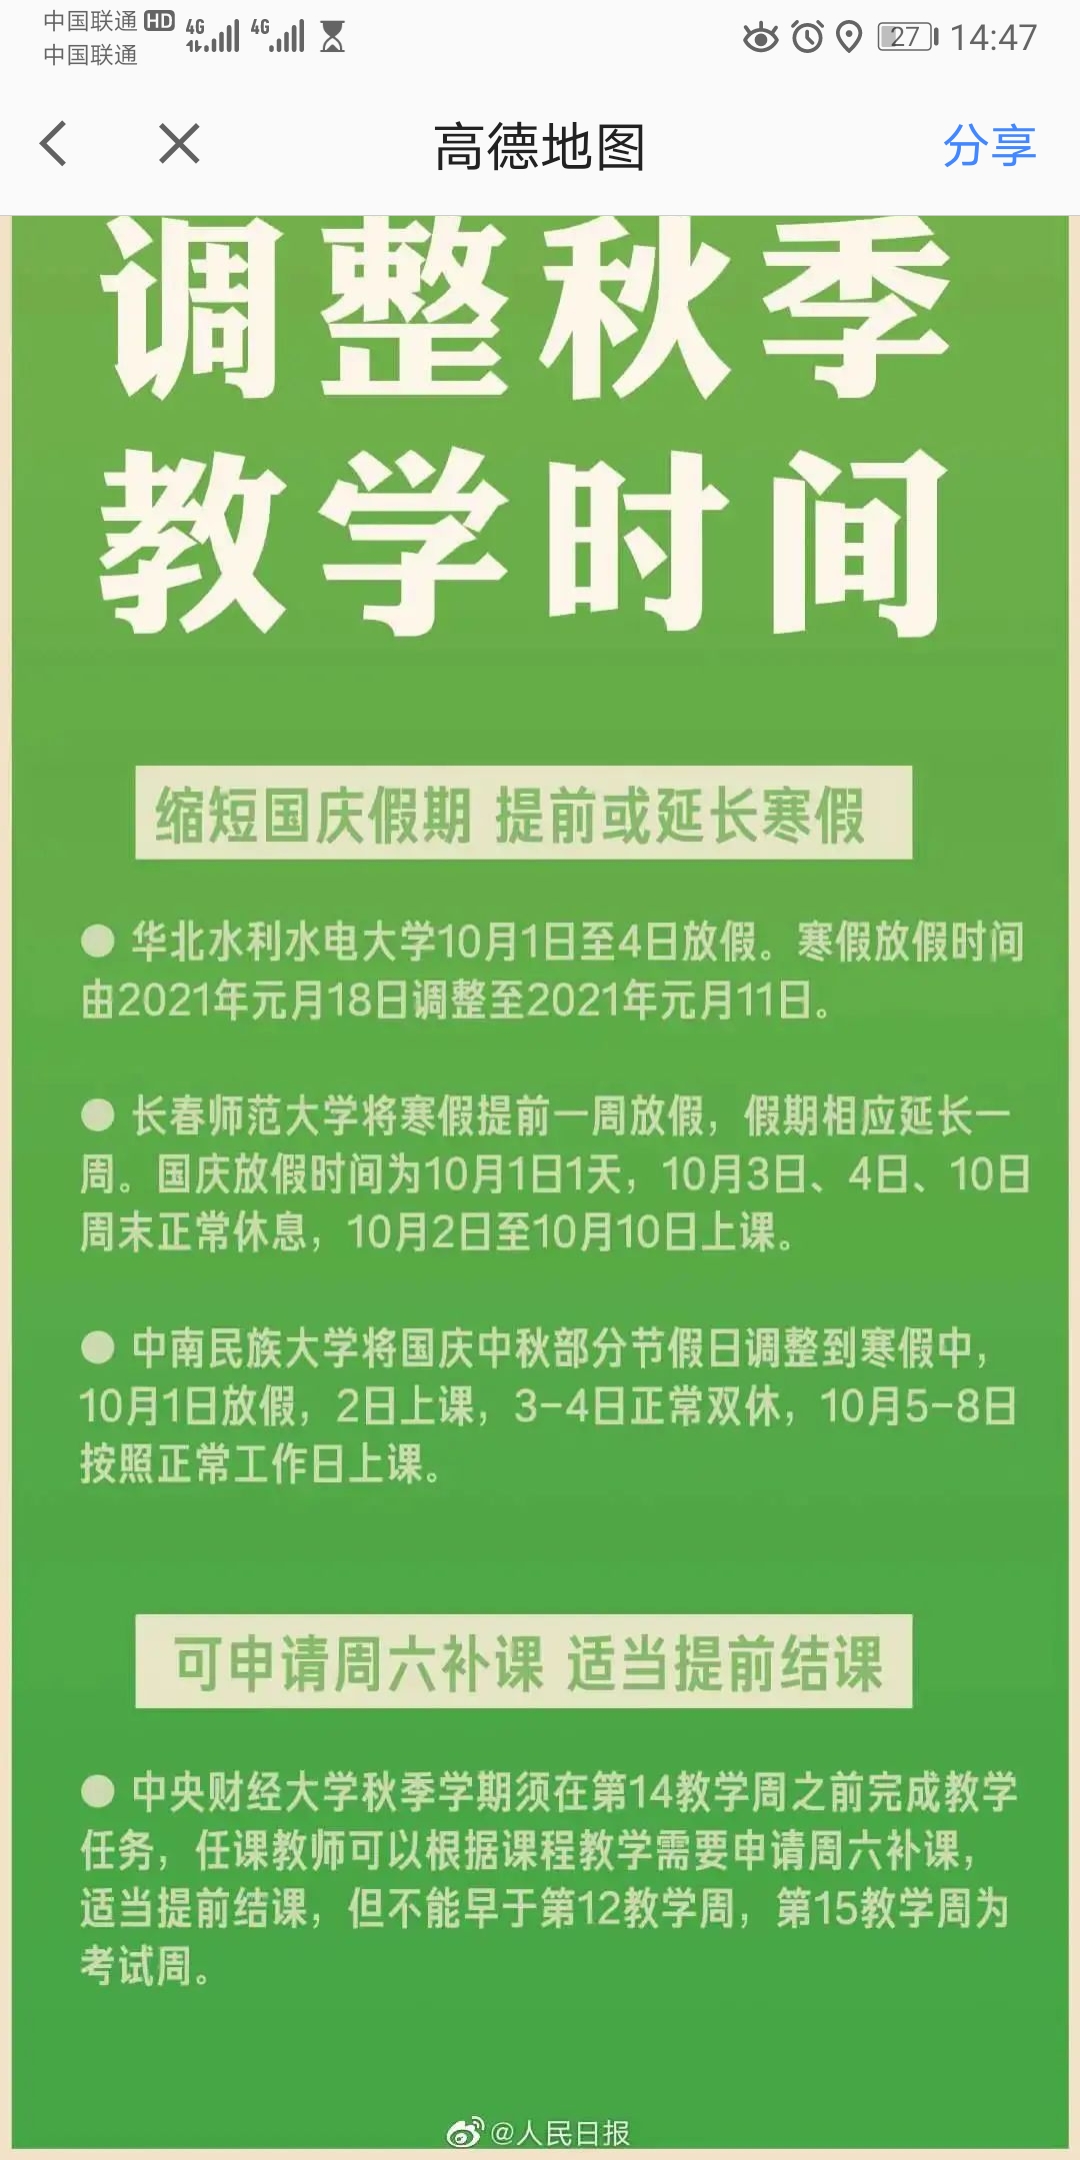 中国联通 HD 4G 4G 27 14:47
中国联通
高德地图 分享
调整秋季
教学时间
缩短国庆假期 提前或延长寒假
● 华北水利水电大学10月1日至4日放假。寒假放假时间
由2021年元月18日调整至2021年元月11日。
● 长春师范大学将寒假提前一周放假，假期相应延长一
周。国庆放假时间为10月1日1天，10月3日、4日、10日
周末正常休息，10月2日至10月10日上课。
● 中南民族大学将国庆中秋部分节假日调整到寒假中，
10月1日放假，2日上课，3-4日正常双休，10月5-8日
按照正常工作日上课。
可申请周六补课 适当提前结课
● 中央财经大学秋季学期须在第14教学周之前完成教学
任务，任课教师可以根据课程教学需要申请周六补课，
适当提前结课，但不能早于第12教学周，第15教学周为
考试周。
@人民日报